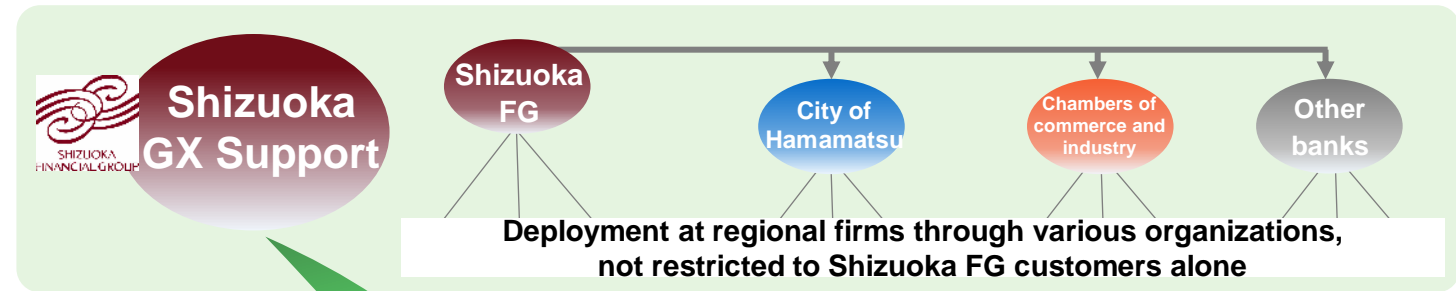 SHIZUOKA
FINANCIAL GROUP
Shizuoka
GX Support
Shizuoka
FG
City of
Hamamatsu
Chambers of
commerce and
industry
Other
banks
Deployment at regional firms through various organizations,
not restricted to Shizuoka FG customers alone